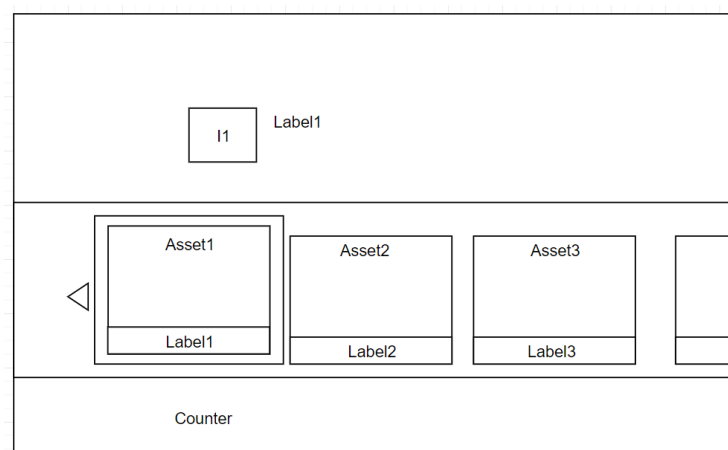 I1
Label1
Asset1
Asset2
Asset3
Label1
Label2
Label3
Counter